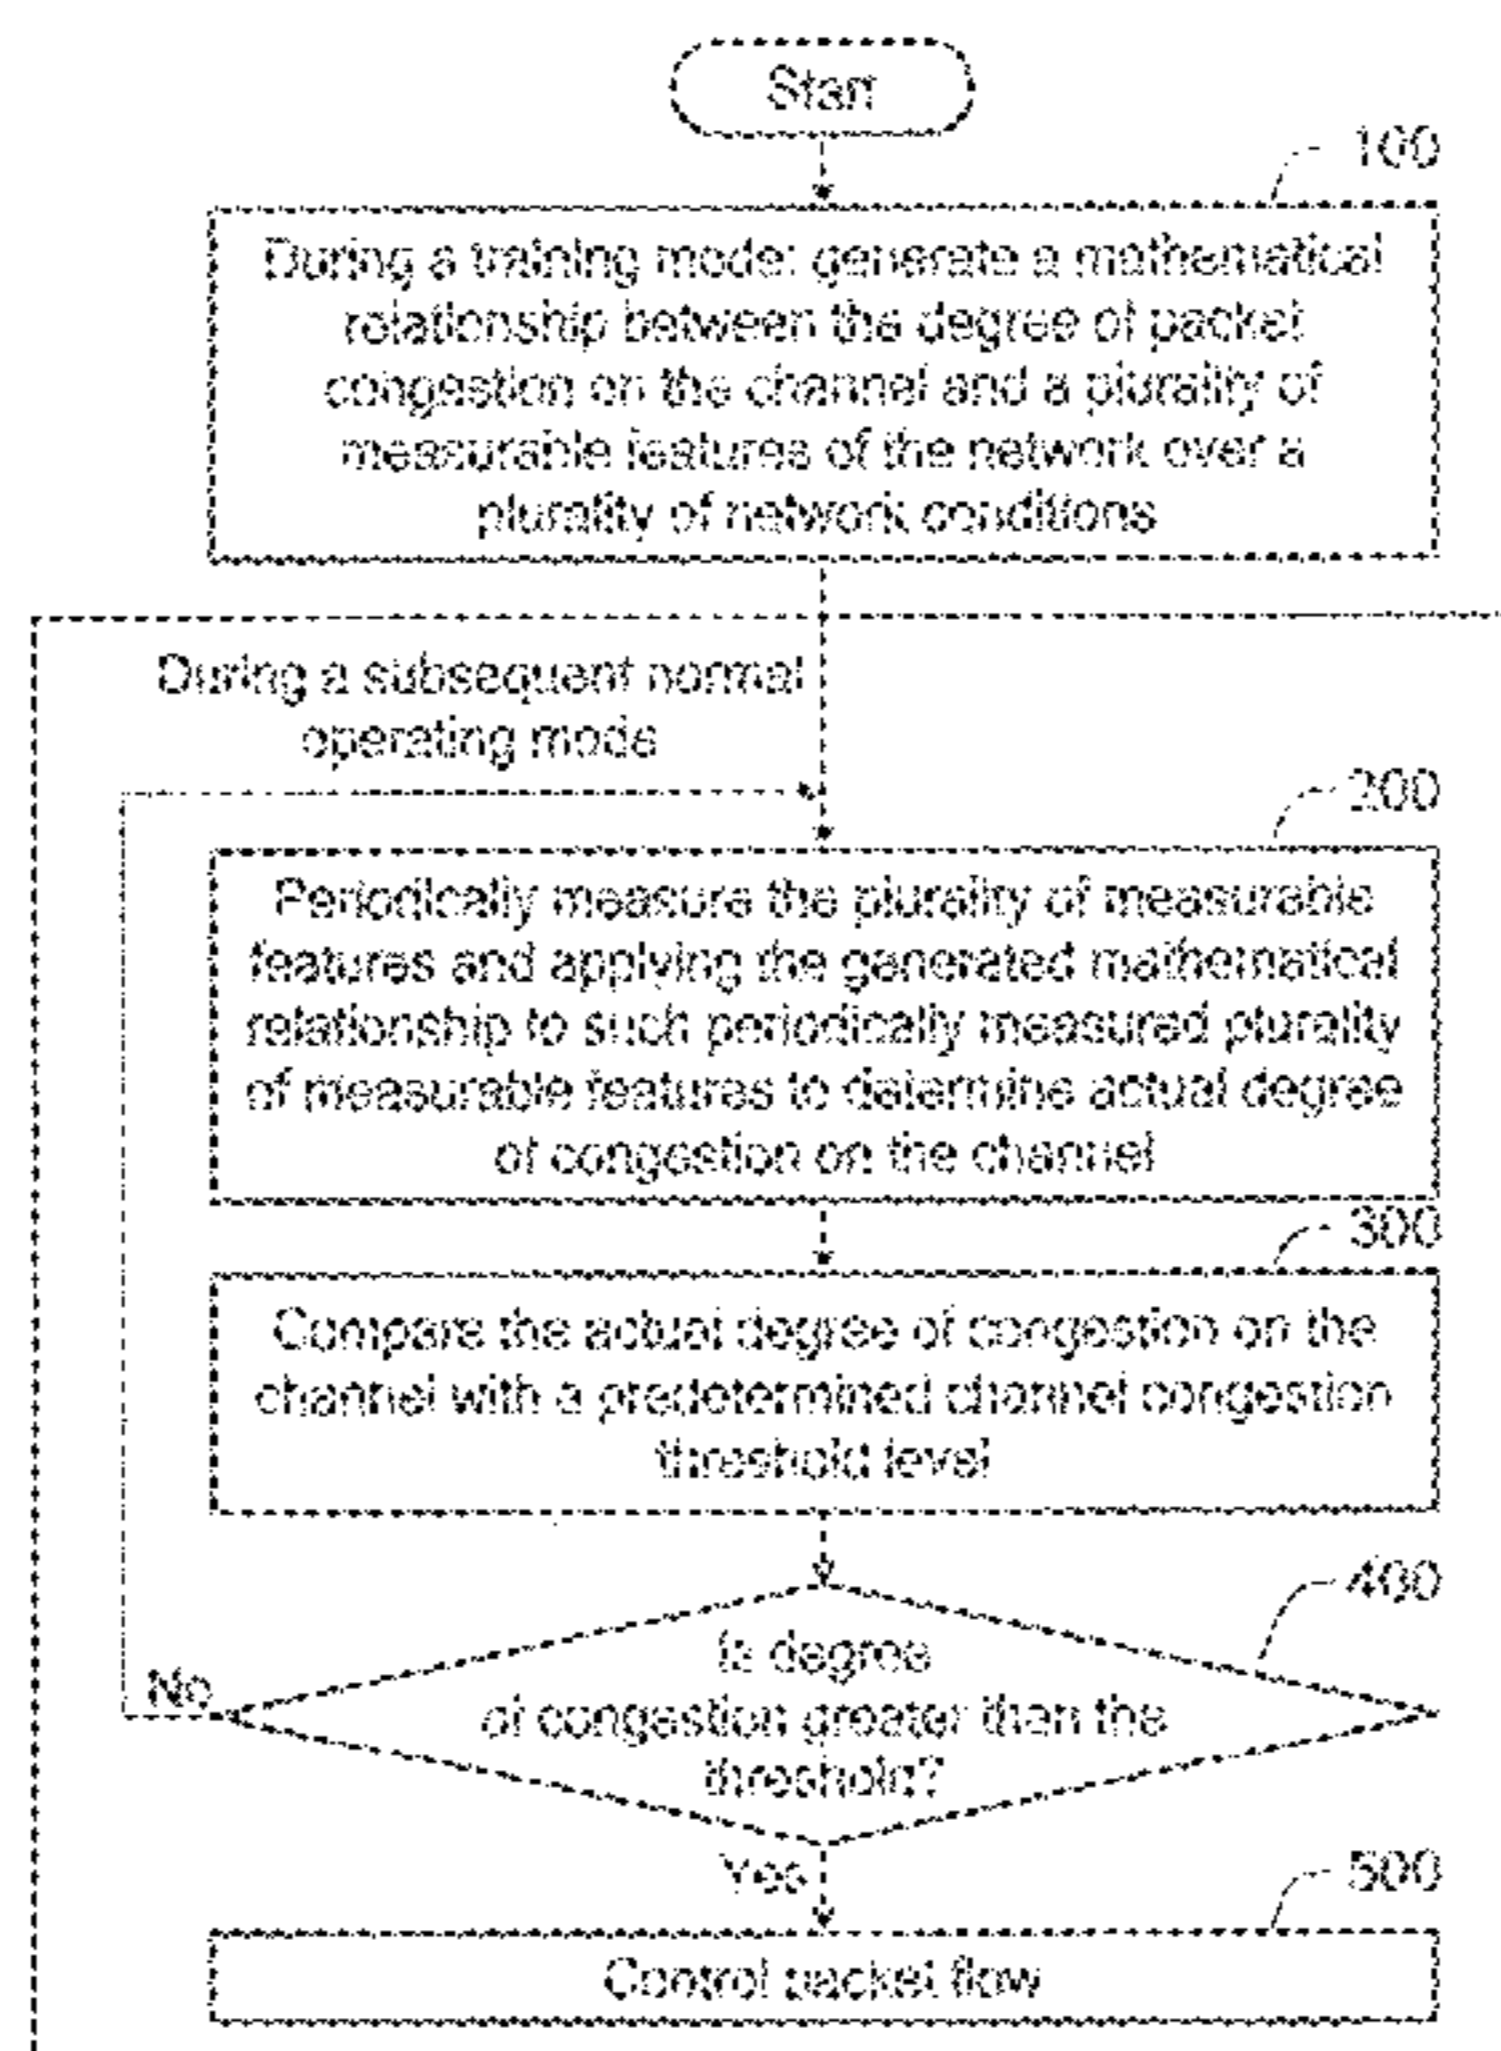 Start
100
During a training mode: generate a mathematical
relationship between the degree of packet
congestion on the channel and a plurality of
measurable features of the network over a
plurality of network conditions
During a subsequent normal
operating mode
200
Periodically measure the plurality of measurable
features and applying the generated mathematical
relationship to such periodically measured plurality
of measurable features to determine actual degree
of congestion on the channel
300
Compare the actual degree of congestion on the
channel with a predetermined channel congestion
threshold level
400
Is degree
of congestion greater than the
threshold?
No
Yes
500
Control packet flow